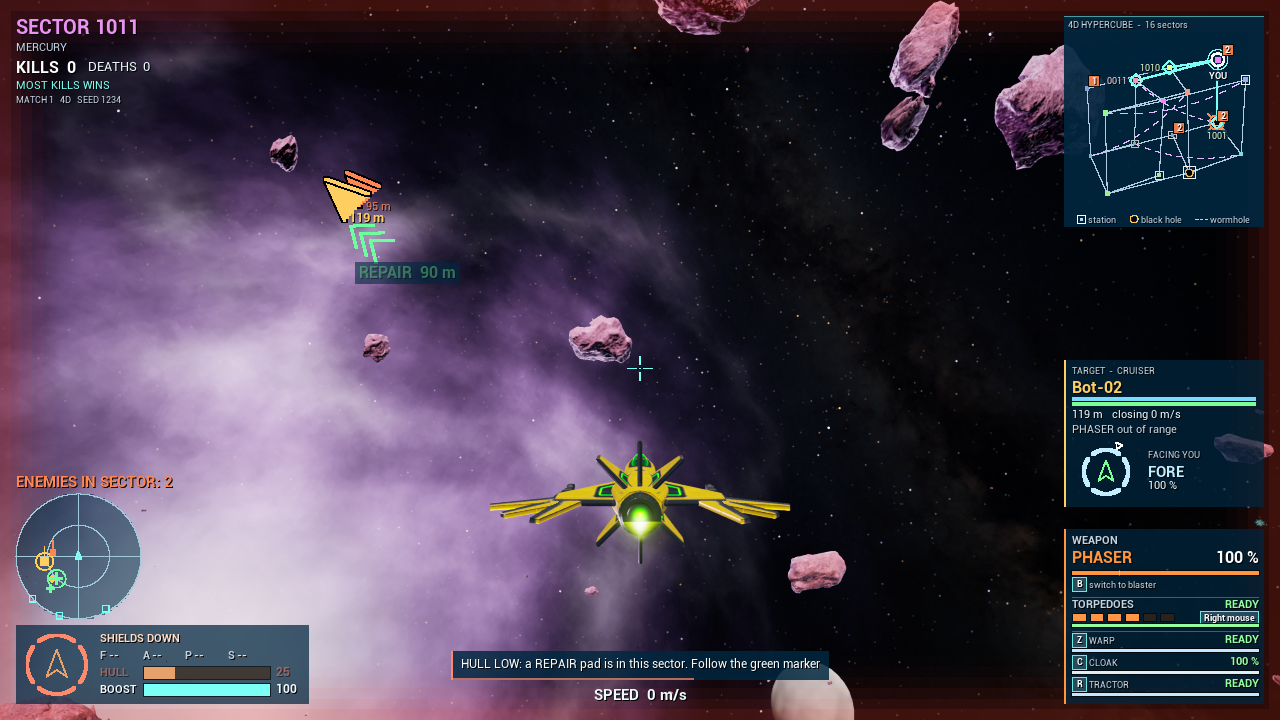 SECTOR 1011
MERCURY
KILLS 0 DEATHS 0
MOST KILLS WINS
MATCH 1 4D SEED 1234
4D HYPERCUBE - 16 sectors
2
1010
YOU
1
0011
2
2
1001
station
black hole
wormhole
95 m
119 m
REPAIR 90 m
TARGET - CRUISER
Bot-02
119 m closing 0 m/s
PHASER out of range
FACING YOU
FORE
100 %
ENEMIES IN SECTOR: 2
SHIELDS DOWN
F -- A -- P -- S --
HULL 25
BOOST 100
HULL LOW: a REPAIR pad is in this sector. Follow the green marker
SPEED 0 m/s
WEAPON
PHASER 100 %
B switch to blaster
TORPEDOES READY
Right mouse
Z WARP READY
C CLOAK 100 %
R TRACTOR READY